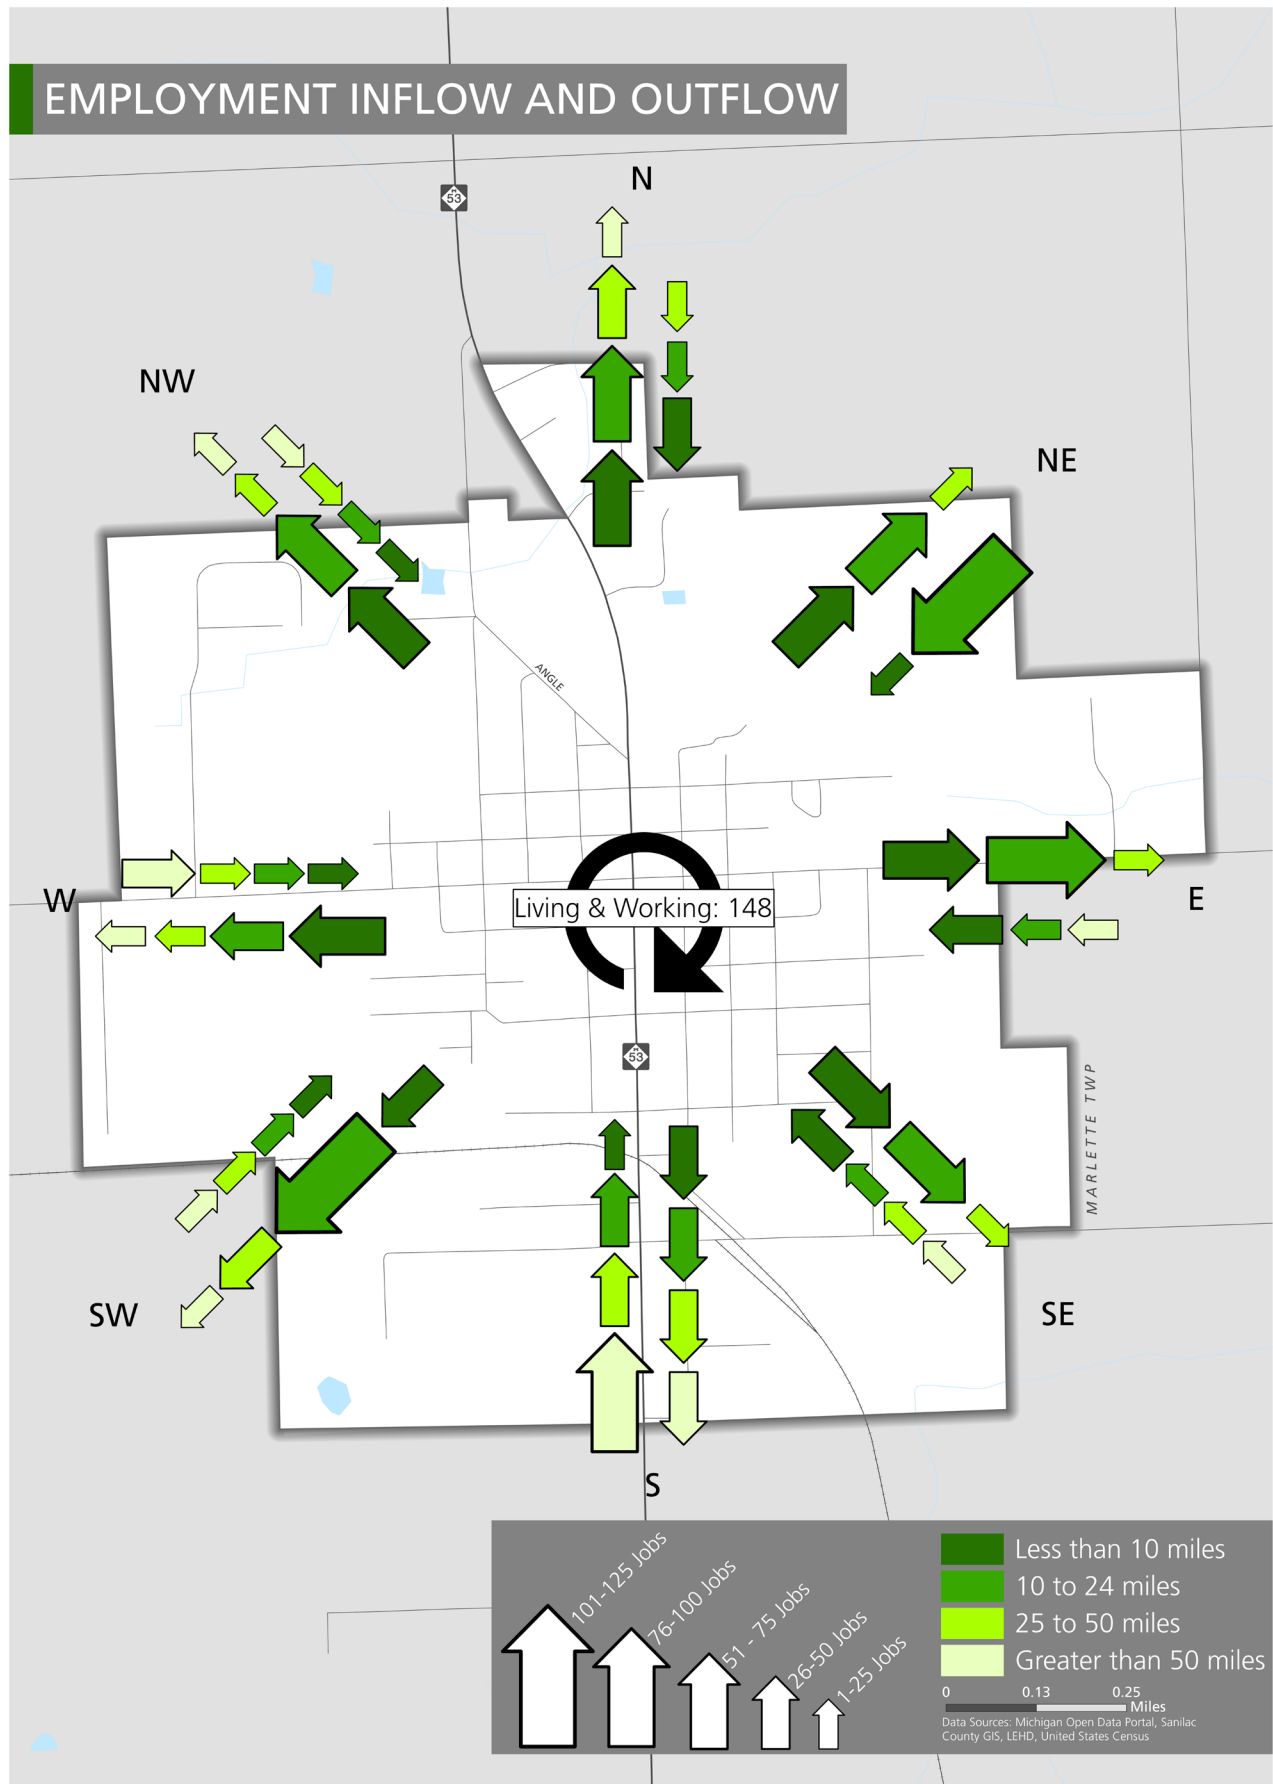 EMPLOYMENT INFLOW AND OUTFLOW
N
M
53
NW
NE
ANGLE
W
Living & Working: 148
E
M
53
MARLETTE TWP
SW
SE
S
101-125 Jobs
76-100 Jobs
51 - 75 Jobs
26-50 Jobs
1-25 Jobs
Less than 10 miles
10 to 24 miles
25 to 50 miles
Greater than 50 miles
0 0.13 0.25
Miles
Data Sources: Michigan Open Data Portal, Sanilac
County GIS, LEHD, United States Census